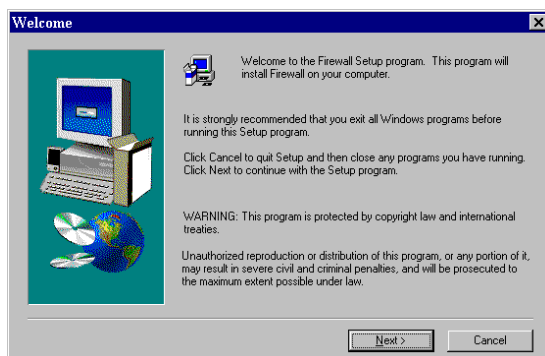 Welcome
Welcome to the Firewall Setup program. This program will
install Firewall on your computer.
It is strongly recommended that you exit all Windows programs before
running this Setup program.
Click Cancel to quit Setup and then close any programs you have running.
Click Next to continue with the Setup program.
WARNING: This program is protected by copyright law and international
treaties.
Unauthorized reproduction or distribution of this program, or any portion of it,
may result in severe civil and criminal penalties, and will be prosecuted to
the maximum extent possible under law.
Next >
Cancel